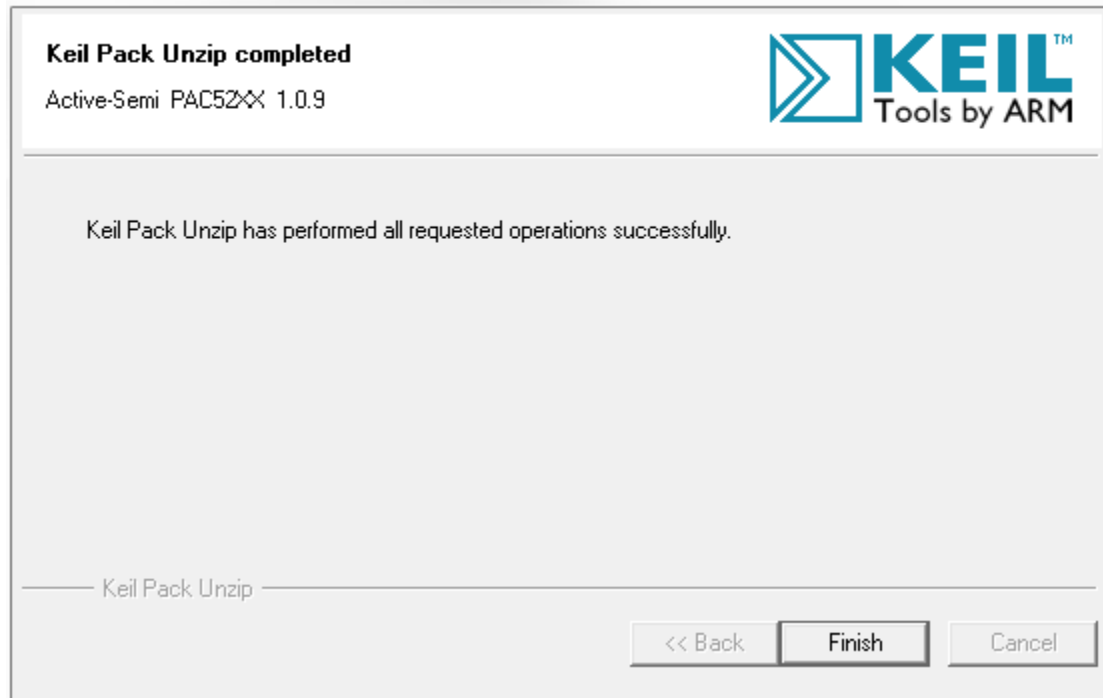 Keil Pack Unzip completed
Active-Semi PAC52XX 1.0.9
KEIL™
Tools by ARM
Keil Pack Unzip has performed all requested operations successfully.
Keil Pack Unzip
<< Back
Finish
Cancel